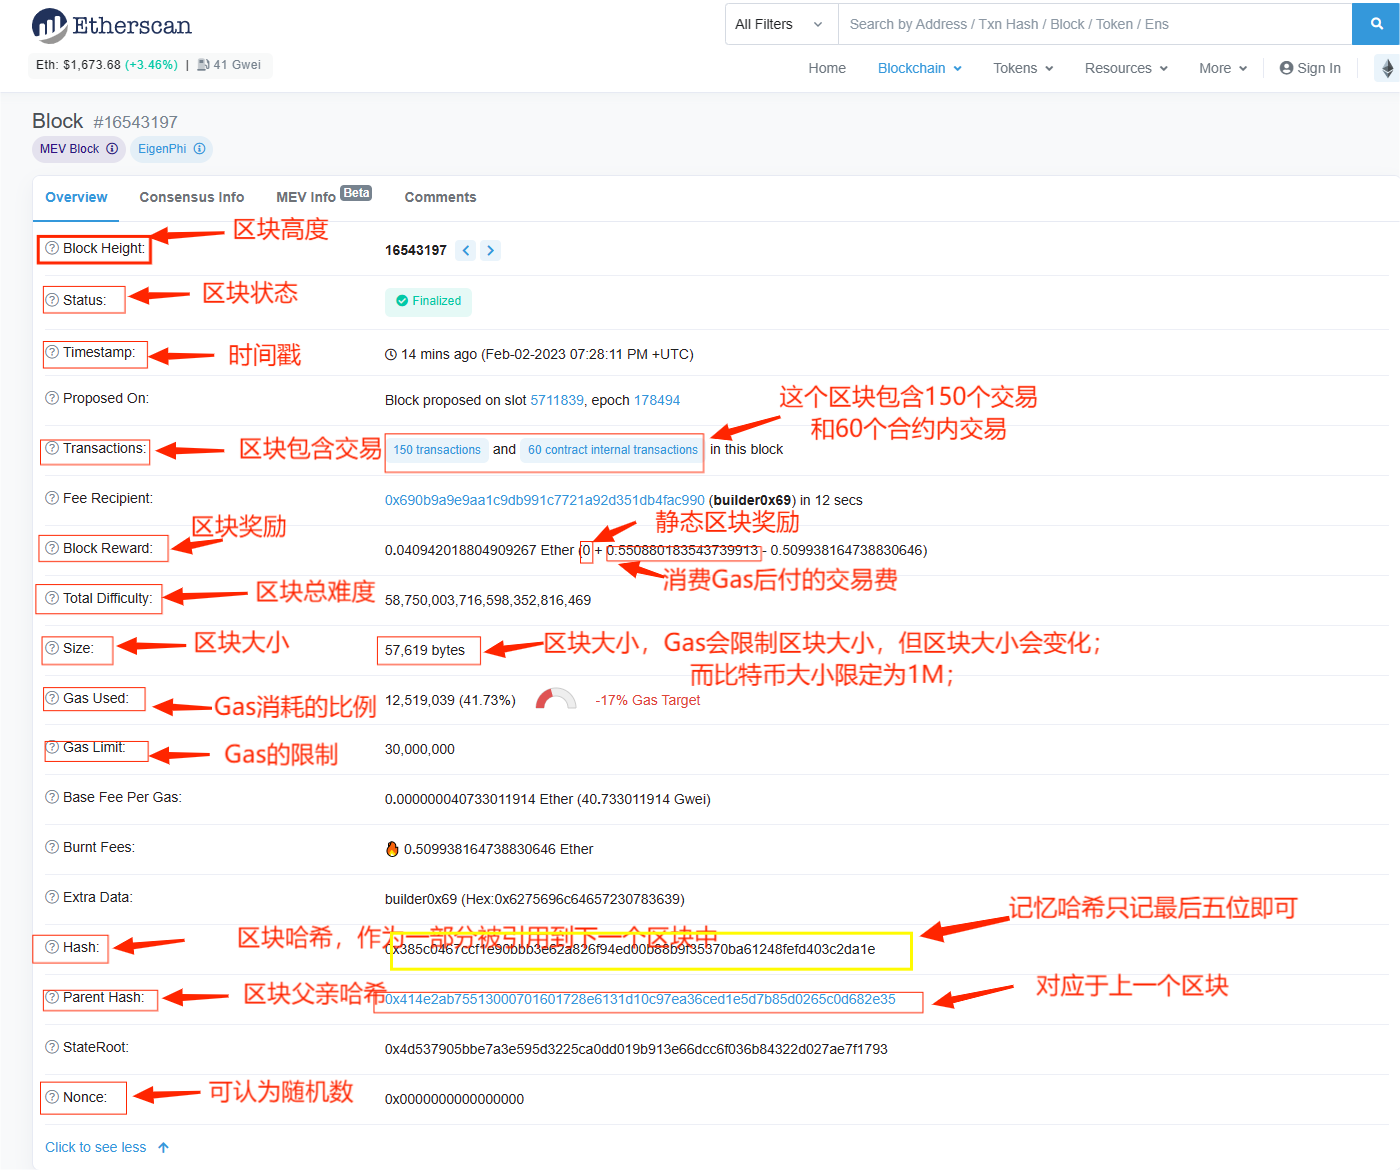 Etherscan
All Filters
Search by Address / Txn Hash / Block / Token / Ens
Eth: $1,673.68 (+3.46%) | 41 Gwei
Home Blockchain Tokens Resources More Sign In
Block #16543197
MEV Block EigenPhi
Overview Consensus Info MEV Info Beta Comments
区块高度
Block Height: 16543197
区块状态
Status: Finalized
时间戳
Timestamp: 14 mins ago (Feb-02-2023 07:28:11 PM +UTC)
Proposed On: Block proposed on slot 5711839, epoch 178494
这个区块包含150个交易
和60个合约内交易
Transactions: 区块包含交易 150 transactions and 60 contract internal transactions in this block
Fee Recipient: 0x690b9a9e9aa1c9db991c7721a92d351db4fac990 (builder0x69) in 12 secs
区块奖励 静态区块奖励
Block Reward: 0.040942018804909267 Ether (0 + 0.550880183543739913 - 0.509938164738830646)
消费Gas后付的交易费
Total Difficulty: 区块总难度 58,750,003,716,598,352,816,469
Size: 区块大小 57,619 bytes 区块大小，Gas会限制区块大小，但区块大小会变化；
而比特币大小限定为1M；
Gas Used: Gas消耗的比例 12,519,039 (41.73%) -17% Gas Target
Gas Limit: Gas的限制 30,000,000
Base Fee Per Gas: 0.000000040733011914 Ether (40.733011914 Gwei)
Burnt Fees: 0.509938164738830646 Ether
Extra Data: builder0x69 (Hex:0x6275696c64657230783639)
记忆哈希只记最后五位即可
区块哈希，作为一部分被引用到下一个区块中
Hash: 0x385c0467ccf1e90bbb3e62a826f94ed00b88b9f35370ba61248fefd403c2da1e
Parent Hash: 区块父亲哈希 0x414e2ab75513000701601728e6131d10c97ea36ced1e5d7b85d0265c0d682e35 对应于上一个区块
StateRoot: 0x4d537905bbe7a3e595d3225ca0dd019b913e66dcc6f036b84322d027ae7f1793
Nonce: 可认为随机数 0x0000000000000000
Click to see less